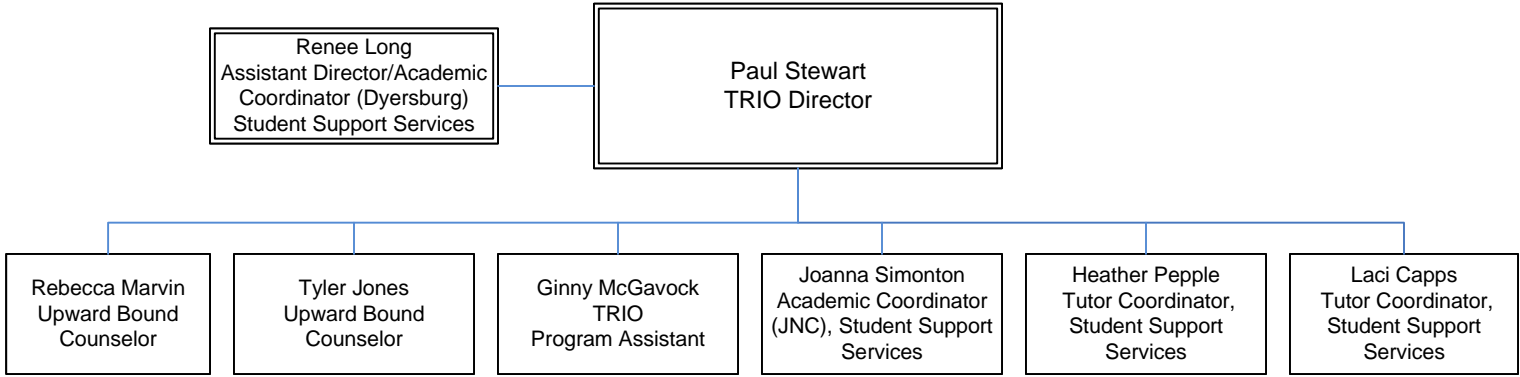 Renee Long
Assistant Director/Academic
Coordinator (Dyersburg)
Student Support Services
Paul Stewart
TRIO Director
Rebecca Marvin
Upward Bound
Counselor
Tyler Jones
Upward Bound
Counselor
Ginny McGavock
TRIO
Program Assistant
Joanna Simonton
Academic Coordinator
(JNC), Student Support
Services
Heather Pepple
Tutor Coordinator,
Student Support
Services
Laci Capps
Tutor Coordinator,
Student Support
Services